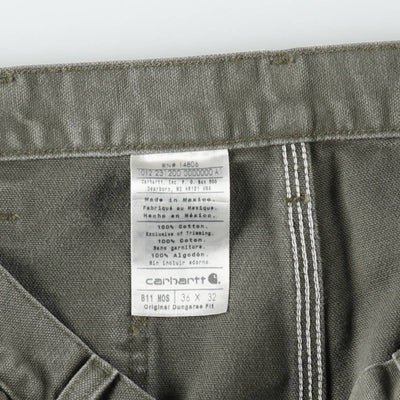 RN# 14806
Carhartt, Inc. P.O. Box 600
Dearborn, MI 48121 USA
Made in Mexico.
Fabriqué au Mexique.
Hecho en México.
100% Cotton.
Exclusive of Trimming.
100% Coton.
Sans garniture.
100% Algodón.
Sin incluir adorno.
carhartt
B11 MOS 36 X 32
Original Dungaree Fit